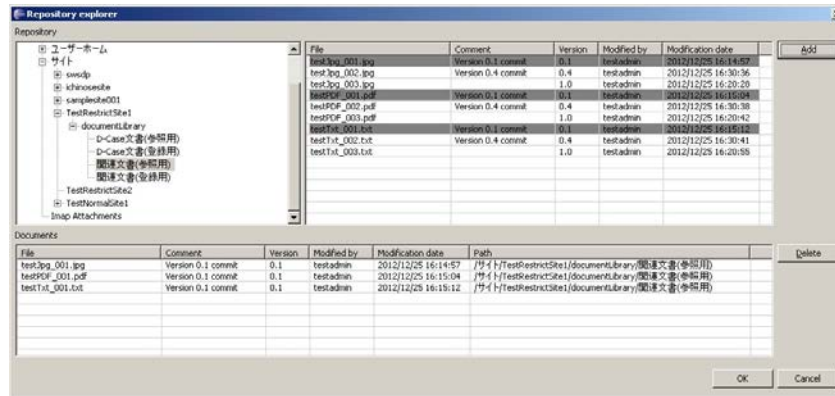 Repository explorer
Repository
ユーザーホーム
サイト
swsdp
ichinosesite
samplesite001
TestRestrictSite1
documentLibrary
D-Case文書(参照用)
D-Case文書(登録用)
関連文書(参照用)
関連文書(登録用)
TestRestrictSite2
TestNormalSite1
Imap Attachments
File Comment Version Modified by Modification date
testJpg_001.jpg Version 0.1 commit 0.1 testadmin 2012/12/25 16:14:57
testJpg_002.jpg Version 0.4 commit 0.4 testadmin 2012/12/25 16:30:36
testJpg_003.jpg 1.0 testadmin 2012/12/25 16:20:28
testPDF_001.pdf Version 0.1 commit 0.1 testadmin 2012/12/25 16:15:04
testPDF_002.pdf Version 0.4 commit 0.4 testadmin 2012/12/25 16:30:38
testPDF_003.pdf 1.0 testadmin 2012/12/25 16:20:42
testTxt_001.txt Version 0.1 commit 0.1 testadmin 2012/12/25 16:15:12
testTxt_002.txt Version 0.4 commit 0.4 testadmin 2012/12/25 16:30:41
testTxt_003.txt 1.0 testadmin 2012/12/25 16:20:55
Add
Documents
File Comment Version Modified by Modification date Path
testJpg_001.jpg Version 0.1 commit 0.1 testadmin 2012/12/25 16:14:57 /サイト/TestRestrictSite1/documentLibrary/関連文書(参照用)
testPDF_001.pdf Version 0.1 commit 0.1 testadmin 2012/12/25 16:15:04 /サイト/TestRestrictSite1/documentLibrary/関連文書(参照用)
testTxt_001.txt Version 0.1 commit 0.1 testadmin 2012/12/25 16:15:12 /サイト/TestRestrictSite1/documentLibrary/関連文書(参照用)
Delete
OK Cancel